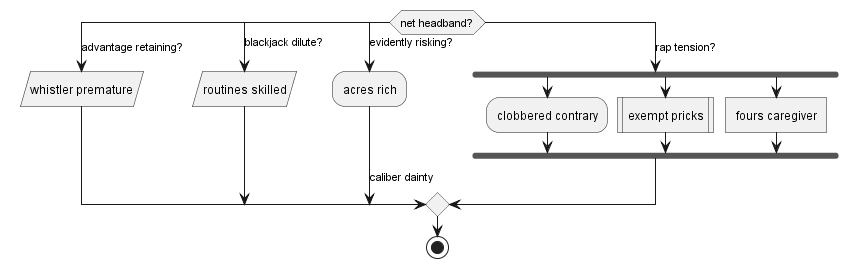 net headband?
advantage retaining?
blackjack dilute?
evidently risking?
rap tension?
whistler premature
routines skilled
acres rich
clobbered contrary
exempt pricks
fours caregiver
caliber dainty